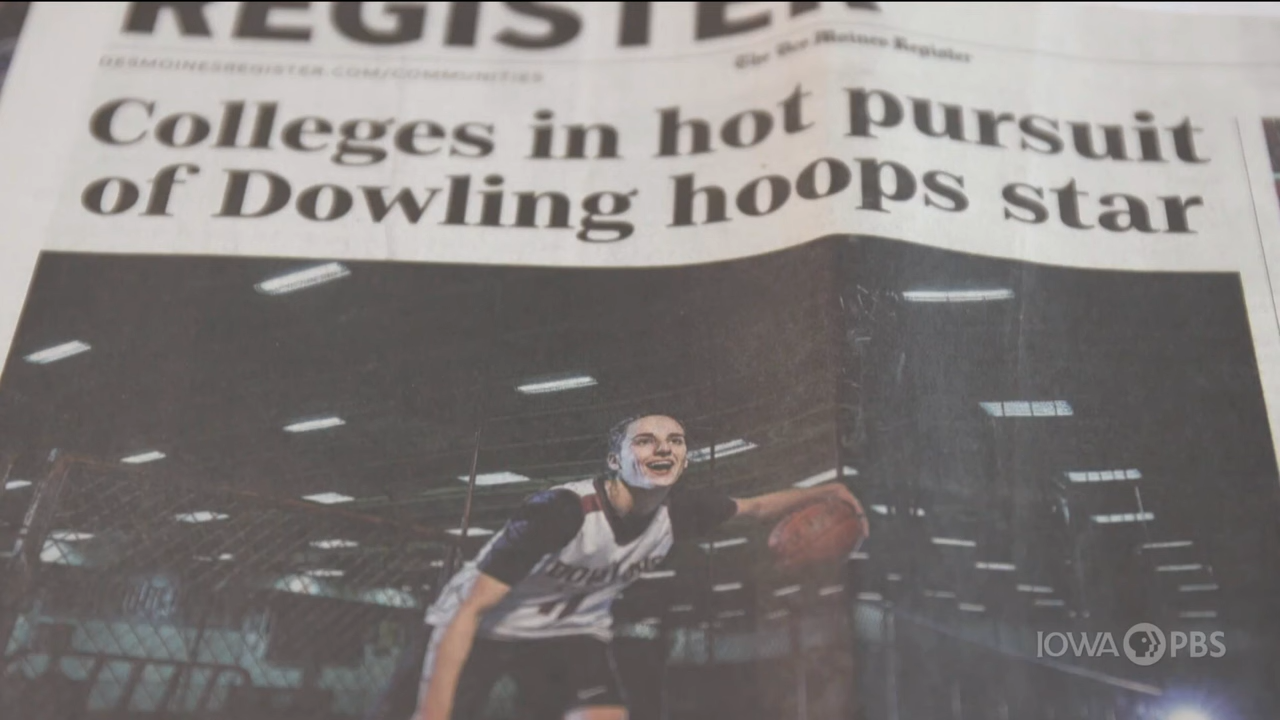 REGISTER
The Des Moines Register
DESMOINESREGISTER.COM/COMMUNITIES
Colleges in hot pursuit
of Dowling hoops star
IOWA PBS